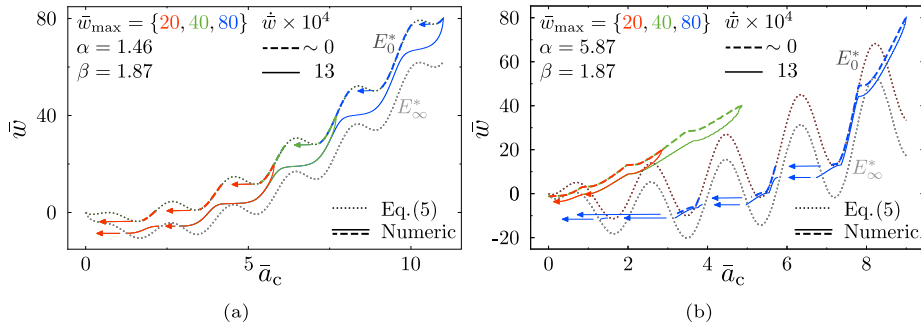 w̄max = {20, 40, 80}
α = 1.46
β = 1.87
ẇ̄ × 10⁴
∼ 0
13
E₀*
E∞*
Eq.(5)
Numeric
80
40
0
w̄
0
5
10
āc
(a)
w̄max = {20, 40, 80}
α = 5.87
β = 1.87
ẇ̄ × 10⁴
∼ 0
13
E₀*
E∞*
Eq.(5)
Numeric
80
60
40
20
0
-20
w̄
0
2
4
6
8
āc
(b)